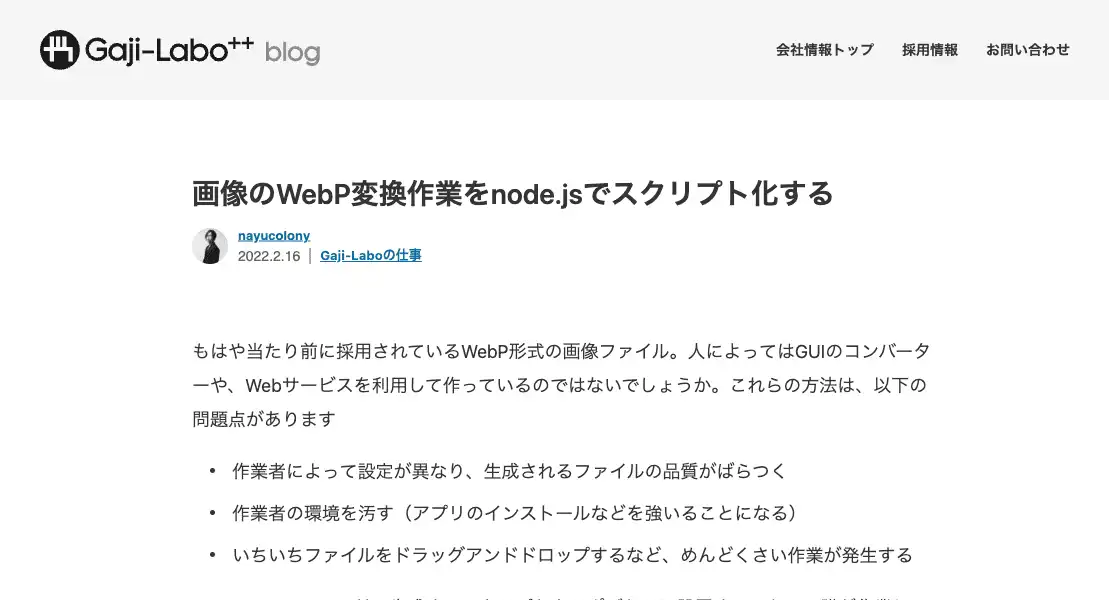 Gaji-Labo++ blog
会社情報トップ 採用情報 お問い合わせ
画像のWebP変換作業をnode.jsでスクリプト化する
nayucolony
2022.2.16 | Gaji-Laboの仕事
もはや当たり前に採用されているWebP形式の画像ファイル。人によってはGUIのコンバータ
ーや、Webサービスを利用して作っているのではないでしょうか。これらの方法は、以下の
問題点があります
• 作業者によって設定が異なり、生成されるファイルの品質がばらつく
• 作業者の環境を汚す（アプリのインストールなどを強いることになる）
• いちいちファイルをドラッグアンドドロップするなど、めんどくさい作業が発生する